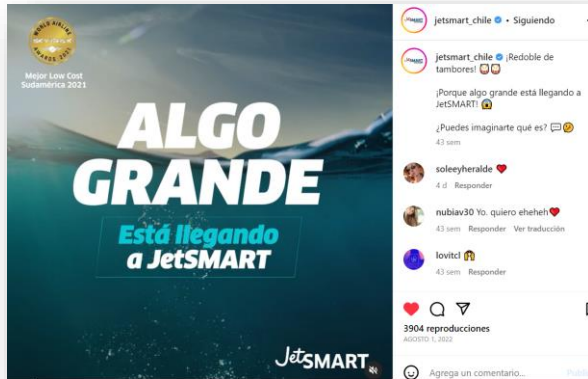 WORLD AIRLINE
AWARDS 2021
Mejor Low Cost
Sudamérica 2021
ALGO
GRANDE
Está llegando
a JetSMART
JetSMART
jetsmart_chile • Siguiendo
jetsmart_chile ¡Redoble de
tambores! 🥁🥁
¡Porque algo grande está llegando a
JetSMART! 😱
¿Puedes imaginarte qué es? 💬🤔
43 sem
soleeyheralde ❤️
4 d Responder
nubiav30 Yo. quiero eheheh❤️
43 sem Responder Ver traducción
lovitcl 🙌
43 sem Responder
3904 reproducciones
AGOSTO 1, 2022
Agrega un comentario...